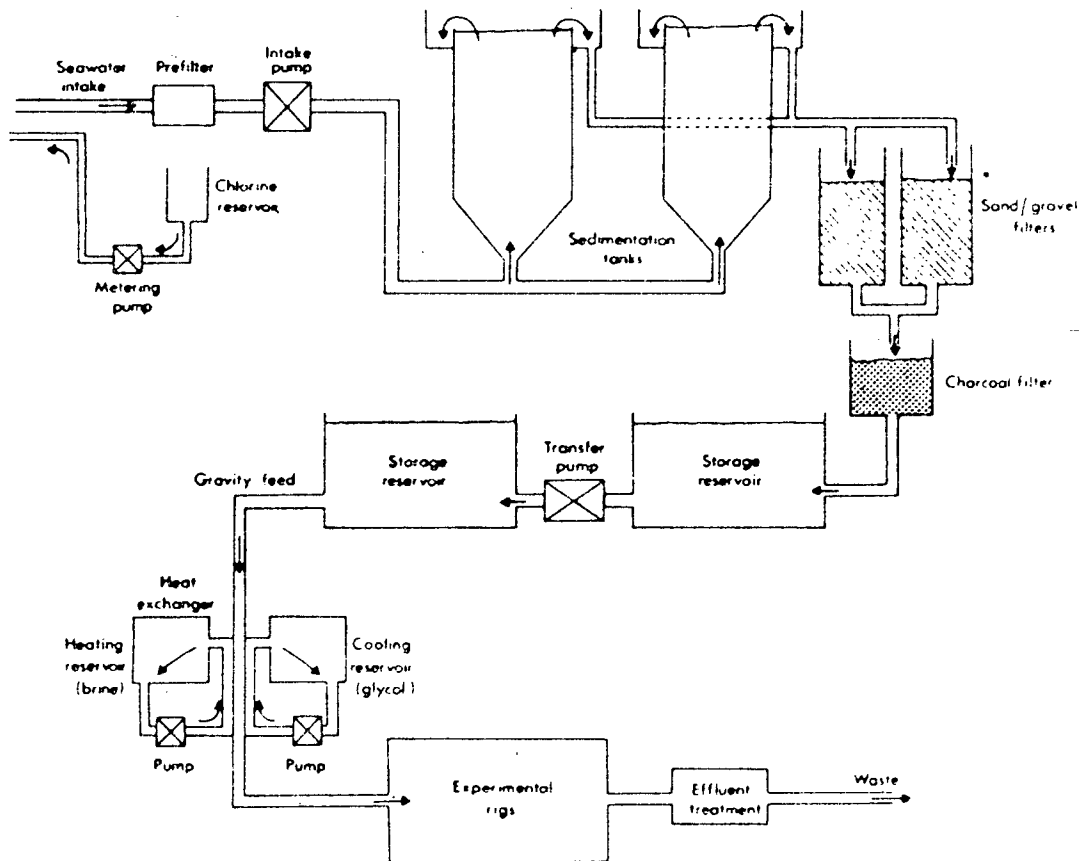 Seawater
intake
Prefilter
Intake
pump
Chlorine
reservoir
Metering
pump
Sedimentation
tanks
Sand/gravel
filters
Charcoal filter
Gravity feed
Storage
reservoir
Transfer
pump
Storage
reservoir
Heat
exchanger
Heating
reservoir
(brine)
Cooling
reservoir
(glycol)
Pump
Pump
Experimental
rigs
Effluent
treatment
Waste